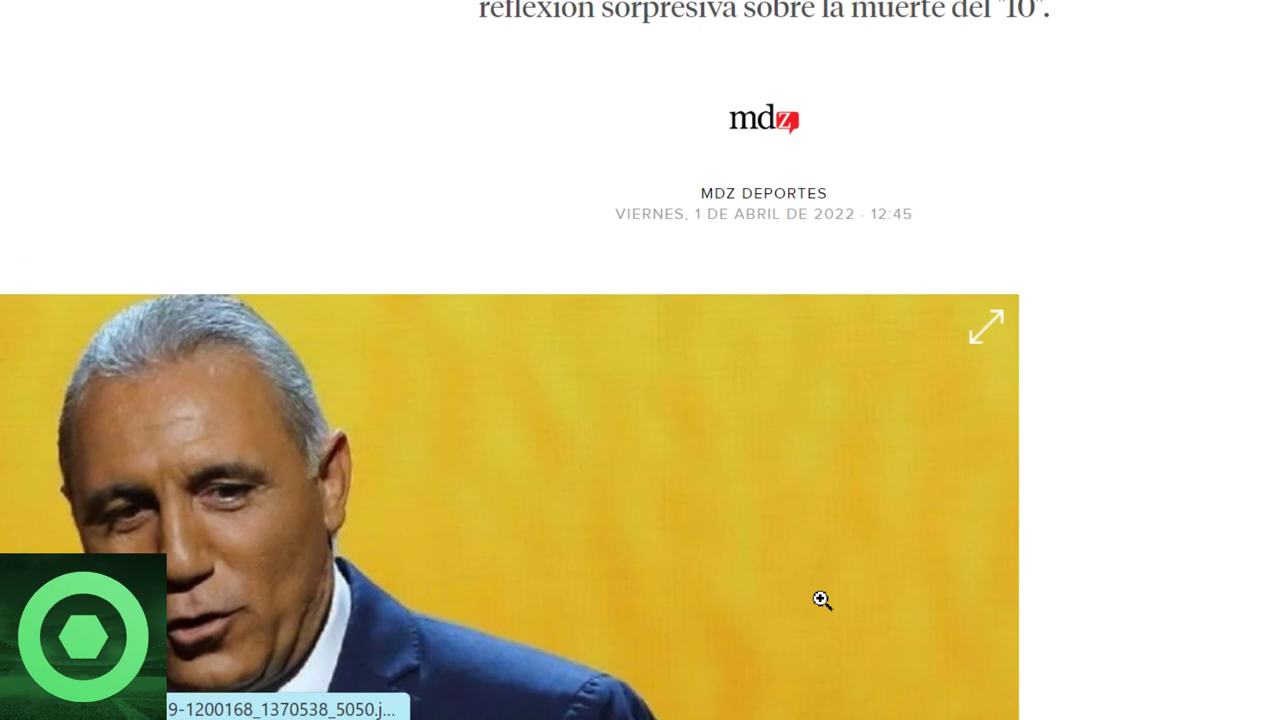 reflexión sorpresiva sobre la muerte del "10".
mdz
MDZ DEPORTES
VIERNES, 1 DE ABRIL DE 2022 · 12:45
9-1200168_1370538_5050.j...